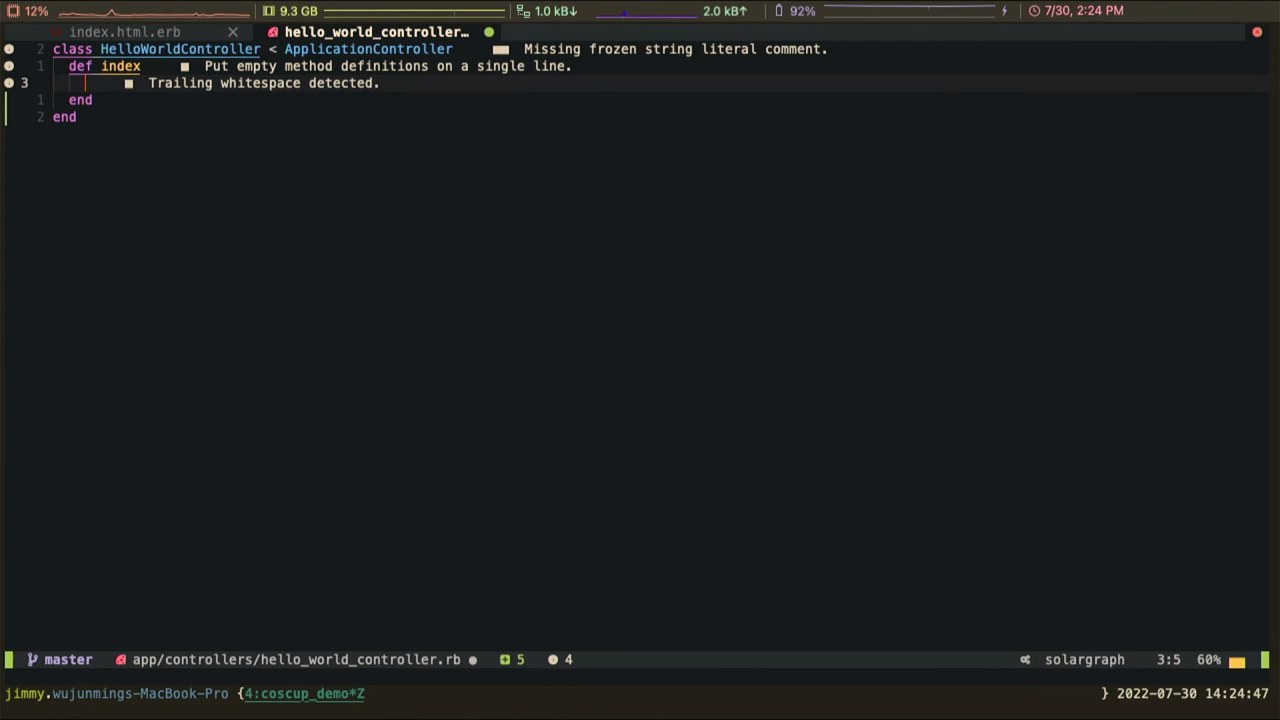 12% 9.3 GB 1.0 kB↓ 2.0 kB↑ 92% 7/30, 2:24 PM
index.html.erb hello_world_controller…
2 class HelloWorldController < ApplicationController Missing frozen string literal comment.
1 def index Put empty method definitions on a single line.
3 Trailing whitespace detected.
1 end
2 end
master app/controllers/hello_world_controller.rb 5 4 solargraph 3:5 60%
jimmy.wujunmings-MacBook-Pro {4:coscup_demo*Z } 2022-07-30 14:24:47